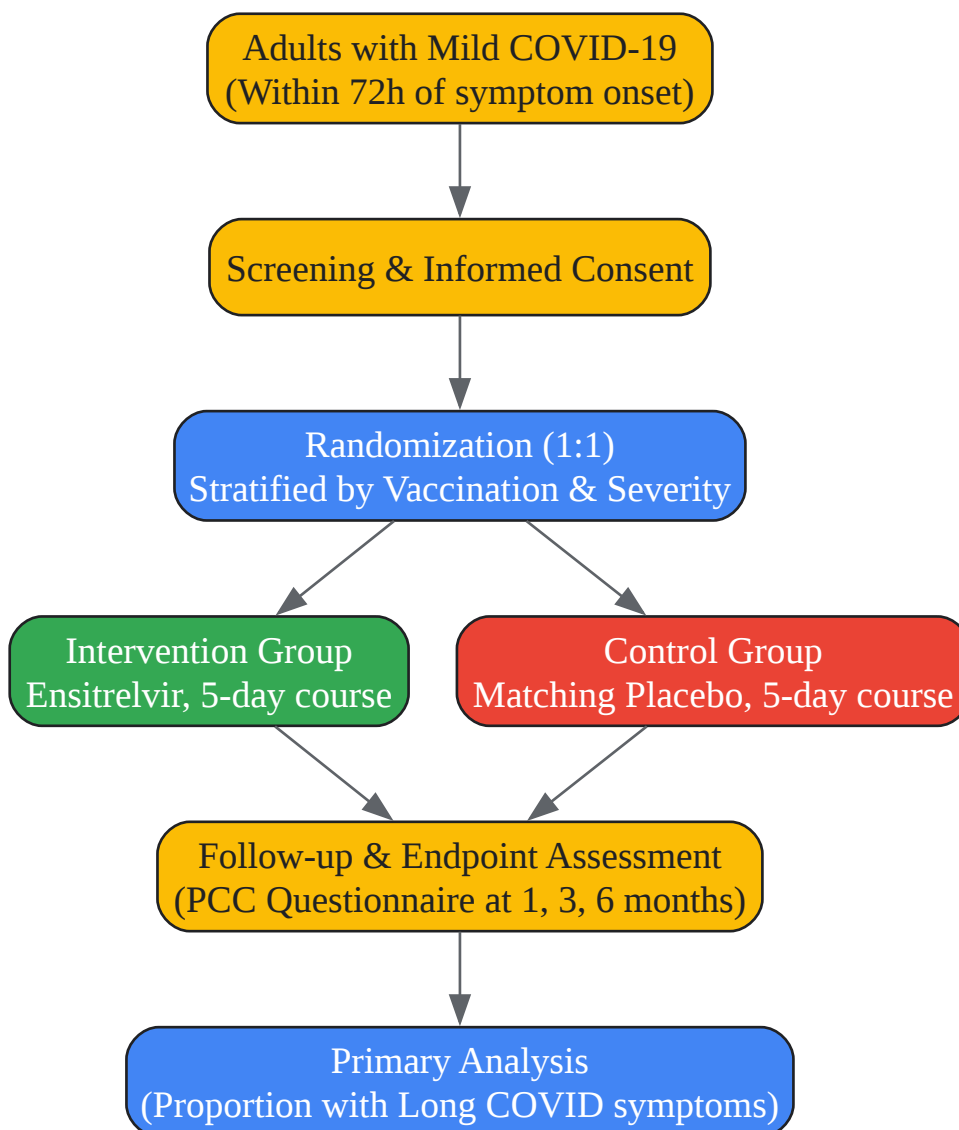 Adults with Mild COVID-19
(Within 72h of symptom onset)
Screening & Informed Consent
Randomization (1:1)
Stratified by Vaccination & Severity
Intervention Group
Ensitrelvir, 5-day course
Control Group
Matching Placebo, 5-day course
Follow-up & Endpoint Assessment
(PCC Questionnaire at 1, 3, 6 months)
Primary Analysis
(Proportion with Long COVID symptoms)